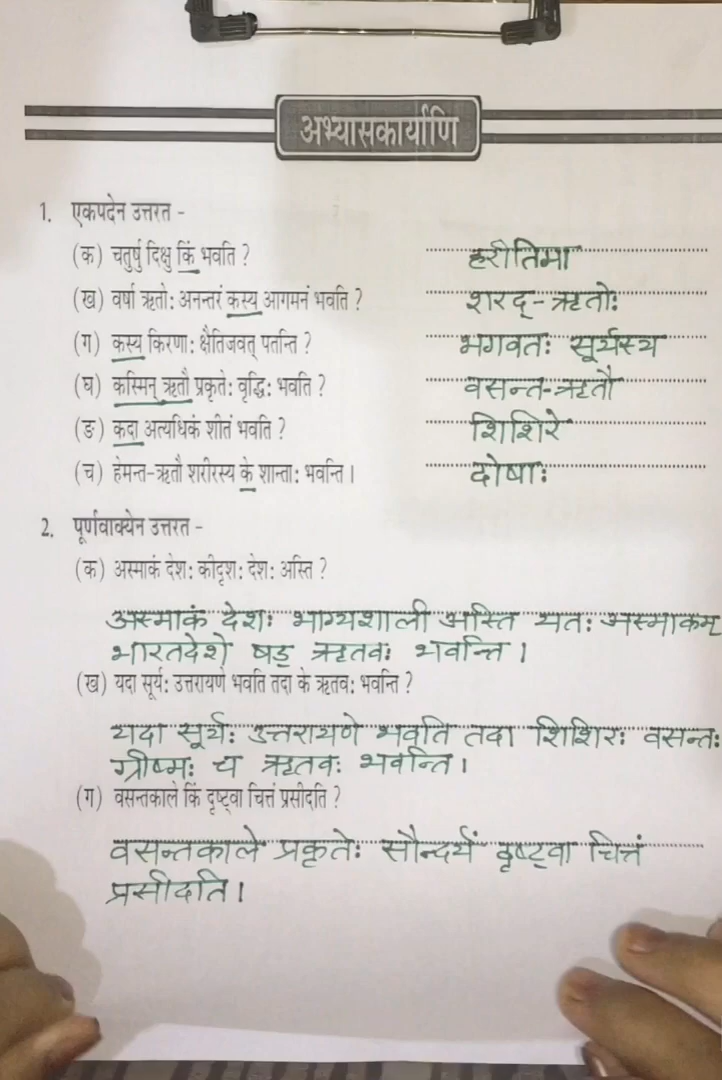 अभ्यासकार्याणि
1. एकपदेन उत्तरत -
(क) चतुर्षु दिक्षु किं भवति ? हरीतिमा
(ख) वर्षा ऋतोः अनन्तरं कस्य आगमनं भवति ? शरद्-ऋतोः
(ग) कस्य किरणाः क्षैतिजवत् पतन्ति ? भगवतः सूर्यस्य
(घ) कस्मिन् ऋतौ प्रकृतेः वृद्धिः भवति ? वसन्त-ऋतौ
(ङ) कदा अत्यधिकं शीतं भवति ? शिशिरे
(च) हेमन्त-ऋतौ शरीरस्य के शान्ताः भवन्ति । दोषाः
2. पूर्णवाक्येन उत्तरत -
(क) अस्माकं देशः कीदृशः देशः अस्ति ?
अस्माकं देशः भाग्यशाली अस्ति यतः अस्माकम्
भारतदेशे षड् ऋतवः भवन्ति ।
(ख) यदा सूर्यः उत्तरायणे भवति तदा के ऋतवः भवन्ति ?
यदा सूर्यः उत्तरायणे भवति तदा शिशिरः वसन्तः
ग्रीष्मः च ऋतवः भवन्ति ।
(ग) वसन्तकाले किं दृष्ट्वा चित्तं प्रसीदति ?
वसन्तकाले प्रकृतेः सौन्दर्यं दृष्ट्वा चित्तं
प्रसीदति ।